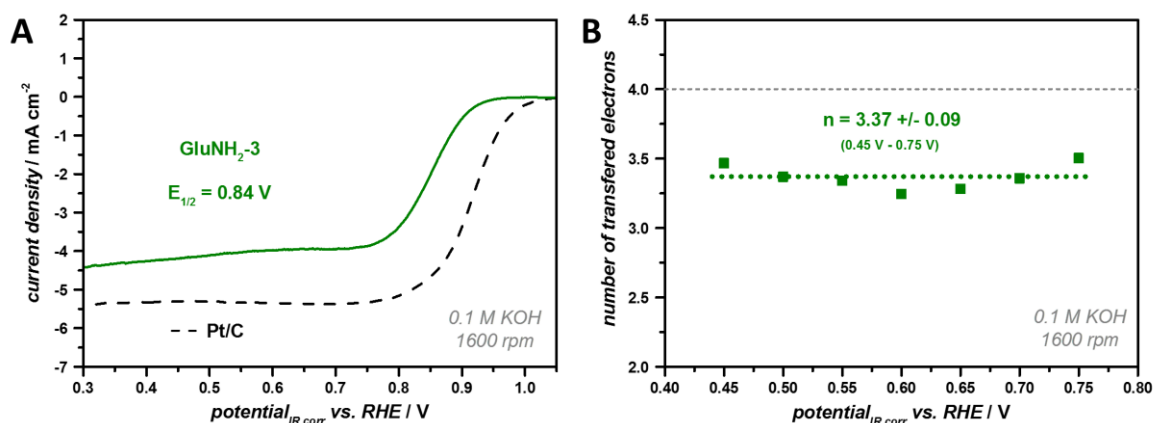 A
current density / mA cm⁻²
2
1
0
-1
-2
-3
-4
-5
-6
-7
GluNH₂-3
E₁/₂ = 0.84 V
Pt/C
0.1 M KOH
1600 rpm
0.3 0.4 0.5 0.6 0.7 0.8 0.9 1.0
potential_IR corr vs. RHE / V
B
number of transfered electrons
4.5
4.0
3.5
3.0
2.5
2.0
n = 3.37 +/- 0.09
(0.45 V - 0.75 V)
0.1 M KOH
1600 rpm
0.40 0.45 0.50 0.55 0.60 0.65 0.70 0.75 0.80
potential_IR corr vs. RHE / V